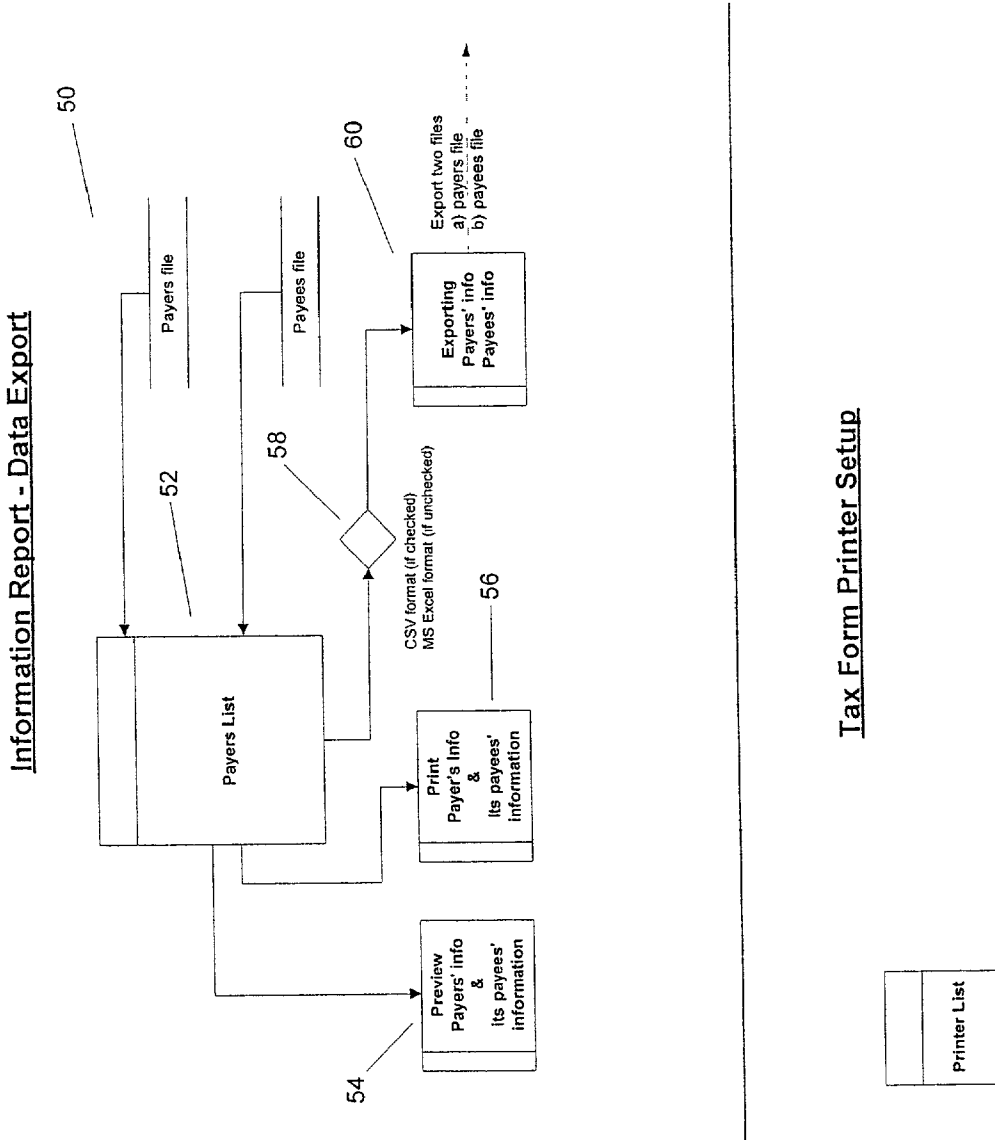 Information Report - Data Export
50
Payers file
Payees file
52
Payers List
58
CSV format (if checked)
MS Excel format (if unchecked)
60
Exporting
Payers' info
Payees' info
Export two files
a) payers file
b) payees file
54
Preview
Payers' info
&
its payees'
information
56
Print
Payer's Info
&
Its payees'
information
Tax Form Printer Setup
Printer List